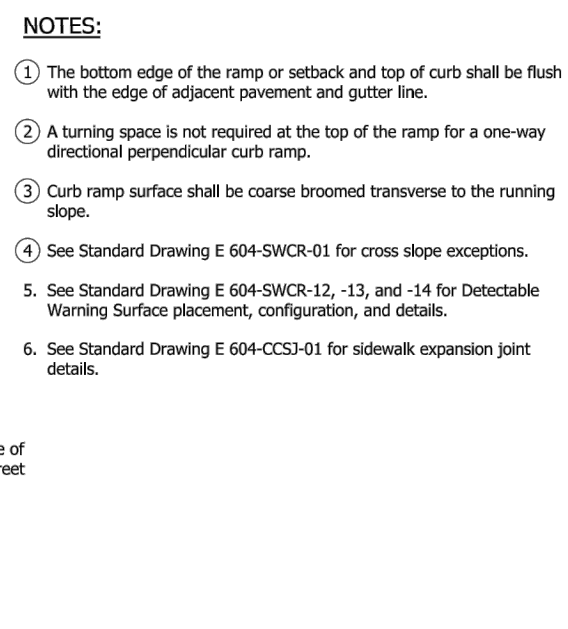 NOTES:
1 The bottom edge of the ramp or setback and top of curb shall be flush
with the edge of adjacent pavement and gutter line.
2 A turning space is not required at the top of the ramp for a one-way
directional perpendicular curb ramp.
3 Curb ramp surface shall be coarse broomed transverse to the running
slope.
4 See Standard Drawing E 604-SWCR-01 for cross slope exceptions.
5. See Standard Drawing E 604-SWCR-12, -13, and -14 for Detectable
Warning Surface placement, configuration, and details.
6. See Standard Drawing E 604-CCSJ-01 for sidewalk expansion joint
details.
e of
reet